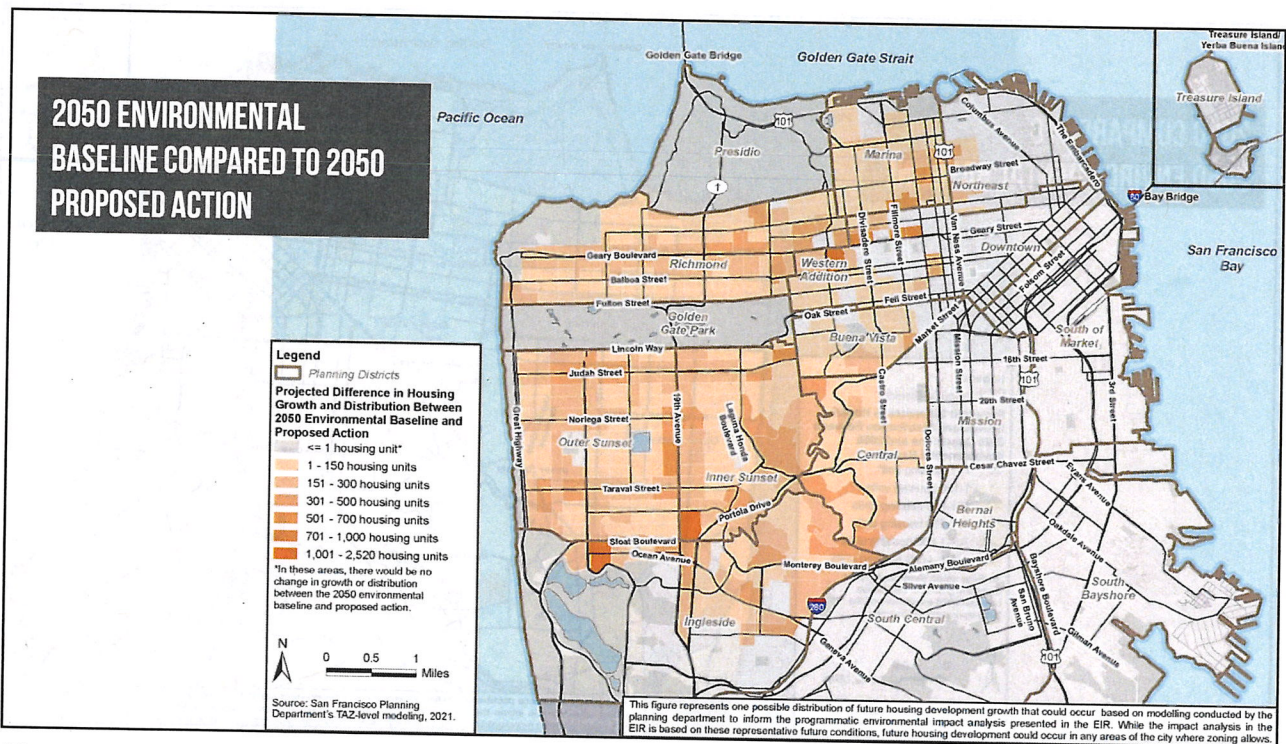 2050 ENVIRONMENTAL
BASELINE COMPARED TO 2050
PROPOSED ACTION
Golden Gate Bridge
Golden Gate Strait
Pacific Ocean
Treasure Island/
Yerba Buena Island
Treasure Island
101
Presidio
1
Marina
101
Columbus Avenue
The Embarcadero
Broadway Street
Northeast
80
Bay Bridge
San Francisco
Bay
Geary Street
Downtown
Divisadero Street
Fillmore Street
Van Ness Avenue
Folsom Street
Geary Boulevard
Richmond
Western
Addition
Balboa Street
Fulton Street
Golden
Gate Park
Oak Street
Fell Street
Market Street
South of
Market
Buena Vista
Lincoln Way
Judah Street
16th Street
Mission Street
101
3rd Street
Castro Street
20th Street
Mission
Noriega Street
19th Avenue
Laguna Honda
Boulevard
Great Highway
Outer Sunset
Dolores Street
Central
Cesar Chavez Street
Inner Sunset
Evans Avenue
Taraval Street
Portola Drive
Bernal
Heights
Oakdale Avenue
Sloat Boulevard
Ocean Avenue
Monterey Boulevard
Alemany Boulevard
Silver Avenue
Bayshore Boulevard
San Bruno
Avenue
South
Bayshore
280
Ingleside
South Central
Geneva Avenue
Gilman Avenue
101
Legend
Planning Districts
Projected Difference in Housing
Growth and Distribution Between
2050 Environmental Baseline and
Proposed Action
<= 1 housing unit*
1 - 150 housing units
151 - 300 housing units
301 - 500 housing units
501 - 700 housing units
701 - 1,000 housing units
1,001 - 2,520 housing units
*In these areas, there would be no
change in growth or distribution
between the 2050 environmental
baseline and proposed action.
N
0 0.5 1
Miles
Source: San Francisco Planning
Department's TAZ-level modeling, 2021.
This figure represents one possible distribution of future housing development growth that could occur based on modelling conducted by the
planning department to inform the programmatic environmental impact analysis presented in the EIR. While the impact analysis in the
EIR is based on these representative future conditions, future housing development could occur in any areas of the city where zoning allows.